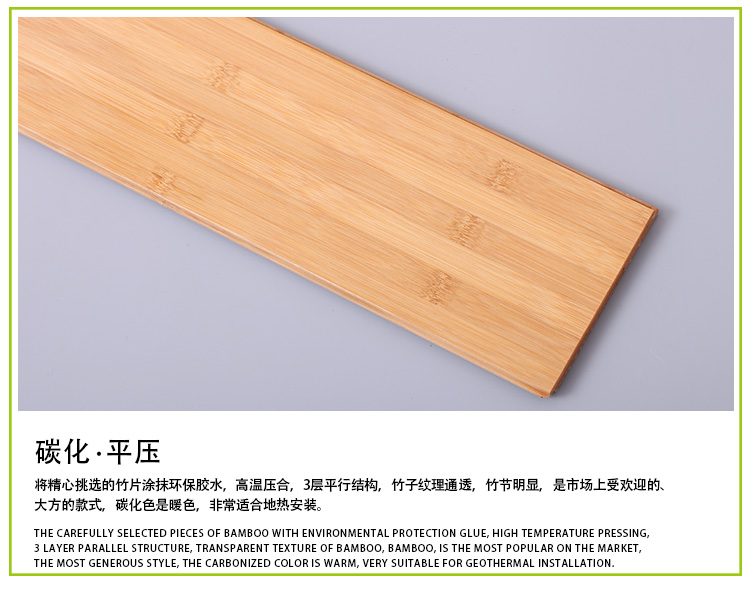 碳化·平压
将精心挑选的竹片涂抹环保胶水，高温压合，3层平行结构，竹子纹理通透，竹节明显，是市场上受欢迎的、
大方的款式，碳化色是暖色，非常适合地热安装。
THE CAREFULLY SELECTED PIECES OF BAMBOO WITH ENVIRONMENTAL PROTECTION GLUE, HIGH TEMPERATURE PRESSING,
3 LAYER PARALLEL STRUCTURE, TRANSPARENT TEXTURE OF BAMBOO, BAMBOO, IS THE MOST POPULAR ON THE MARKET,
THE MOST GENEROUS STYLE, THE CARBONIZED COLOR IS WARM, VERY SUITABLE FOR GEOTHERMAL INSTALLATION.